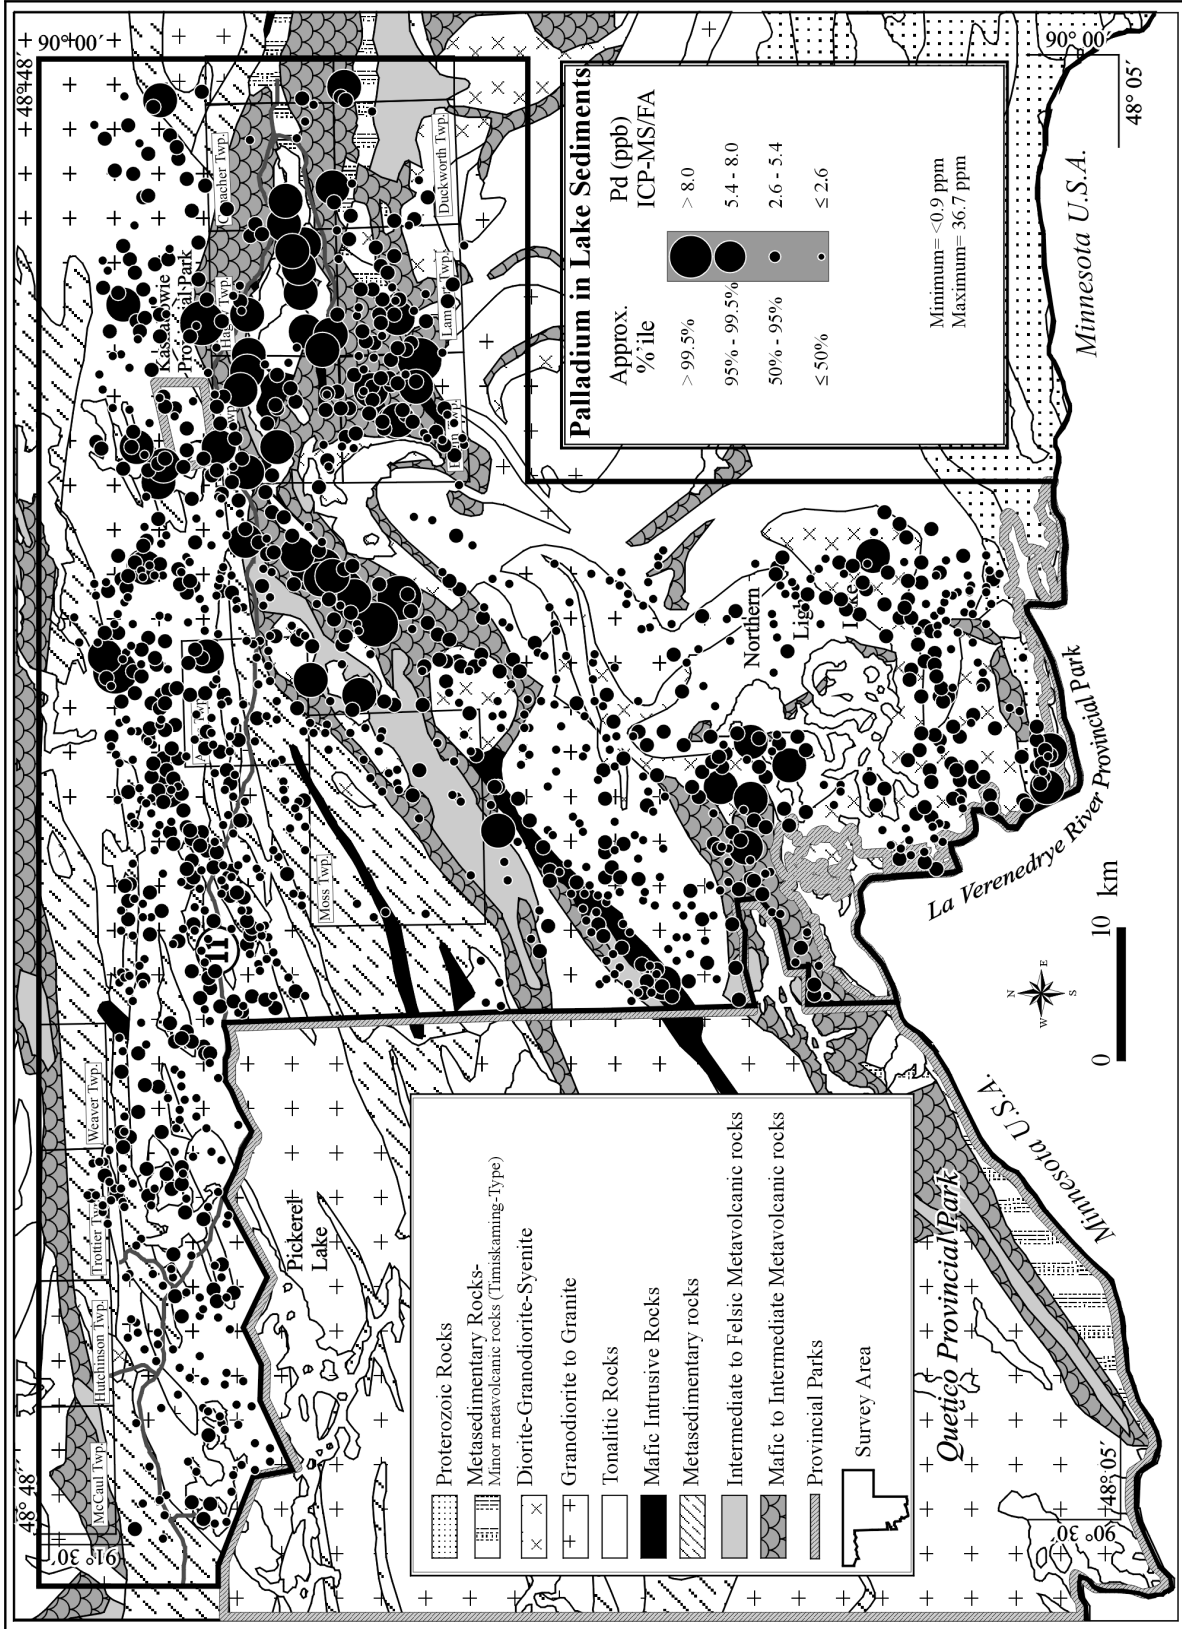 48° 48´
91° 30´
McCaul Twp.
Hutchinson Twp.
Weaver Twp.
11
Moss Twp.
Kas
Provincial Park
Hag
Twp.
Conacher Twp.
Duckworth Twp.
90° 00´
48° 48´
Pickerel
Lake
Northern
Proterozoic Rocks
Metasedimentary Rocks-
Minor metavolcanic rocks (Timiskaming-Type)
Diorite-Granodiorite-Syenite
Granodiorite to Granite
Tonalitic Rocks
Mafic Intrusive Rocks
Metasedimentary rocks
Intermediate to Felsic Metavolcanic rocks
Mafic to Intermediate Metavolcanic rocks
Provincial Parks
Survey Area
Palladium in Lake Sediments
Approx.
%´ile
Pd (ppb)
ICP-MS/FA
> 99.5%
> 8.0
95% - 99.5%
5.4 - 8.0
50% - 95%
2.6 - 5.4
≤ 50%
≤ 2.6
Minimum= <0.9 ppm
Maximum= 36.7 ppm
Quetico Provincial Park
Minnesota U.S.A.
La Verenedrye River Provincial Park
Minnesota U.S.A.
N
W
E
S
0
10
km
48° 05´
90° 30´
90° 00´
48° 05´